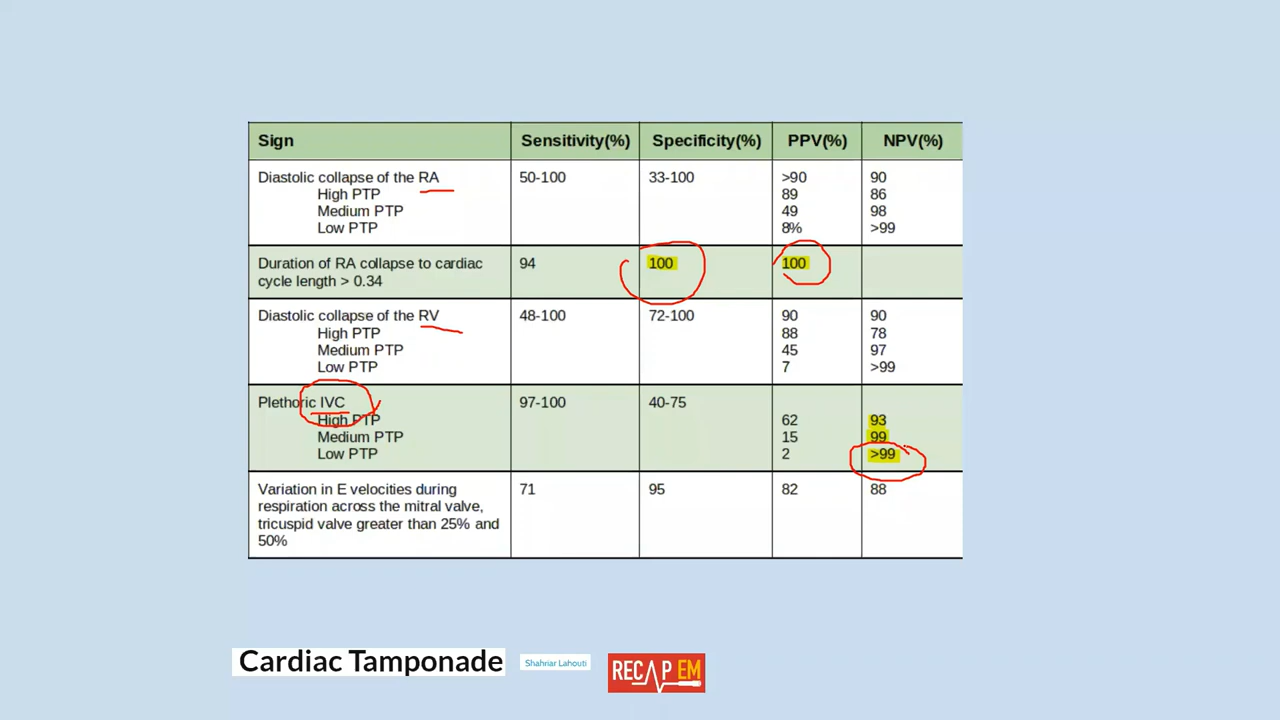 Sign Sensitivity(%) Specificity(%) PPV(%) NPV(%)
Diastolic collapse of the RA 50-100 33-100 >90 90
High PTP 89 86
Medium PTP 49 98
Low PTP 8% >99
Duration of RA collapse to cardiac 94 100 100
cycle length > 0.34
Diastolic collapse of the RV 48-100 72-100 90 90
High PTP 88 78
Medium PTP 45 97
Low PTP 7 >99
Plethoric IVC 97-100 40-75
High PTP 62 93
Medium PTP 15 99
Low PTP 2 >99
Variation in E velocities during 71 95 82 88
respiration across the mitral valve,
tricuspid valve greater than 25% and
50%
Cardiac Tamponade Shahriar Lahouti RECAP EM